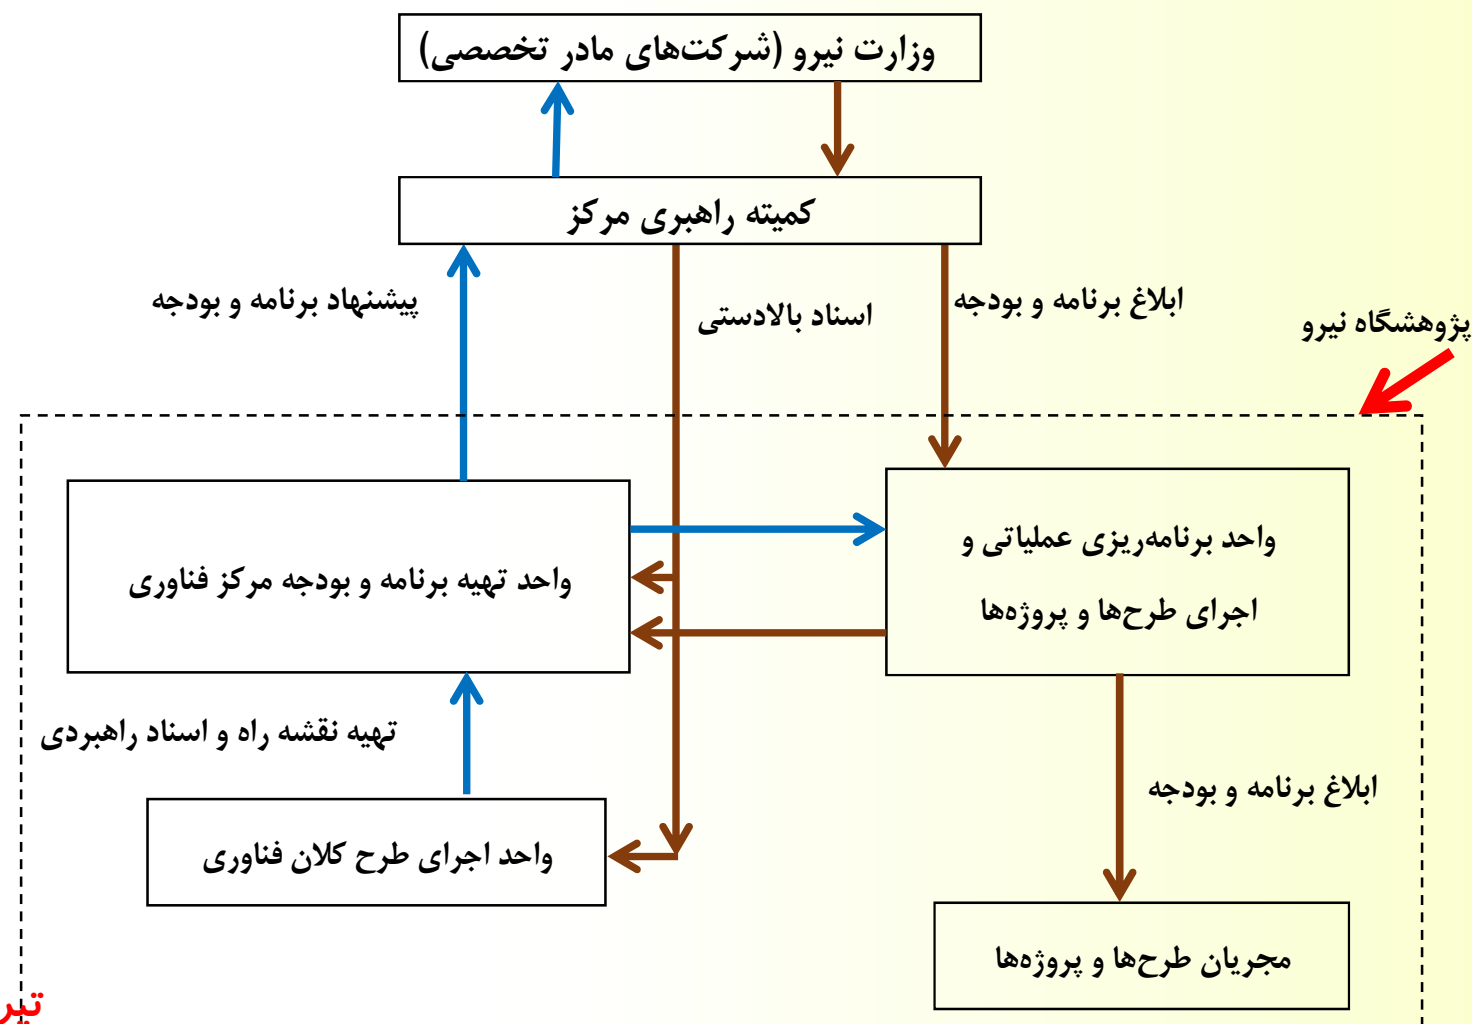 وزارت نیرو (شرکت‌های مادر تخصصی)
کمیته راهبری مرکز
ابلاغ برنامه و بودجه
اسناد بالادستی
پیشنهاد برنامه و بودجه
پژوهشگاه نیرو
واحد برنامه‌ریزی عملیاتی و
اجرای طرح‌ها و پروژه‌ها
واحد تهیه برنامه و بودجه مرکز فناوری
تهیه نقشه راه و اسناد راهبردی
ابلاغ برنامه و بودجه
واحد اجرای طرح کلان فناوری
مجریان طرح‌ها و پروژه‌ها